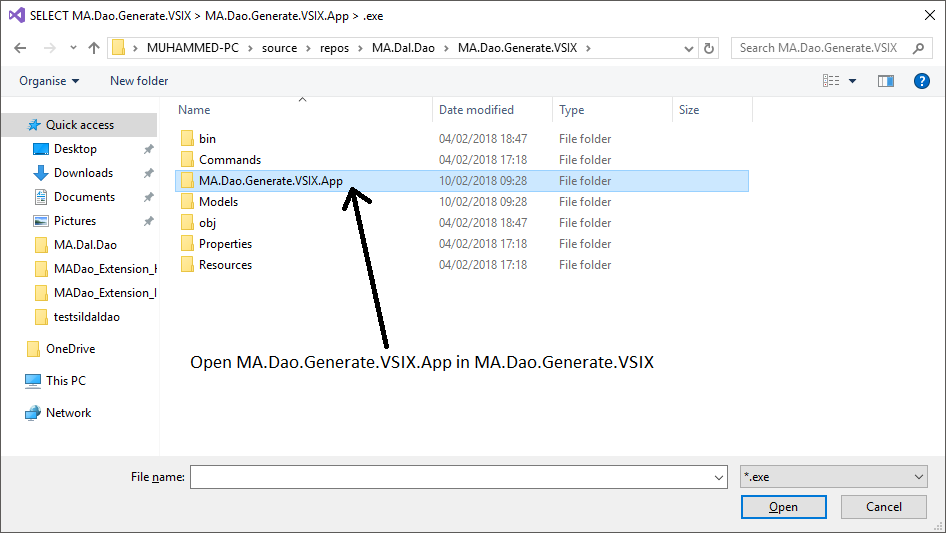 SELECT MA.Dao.Generate.VSIX > MA.Dao.Generate.VSIX.App > .exe
MUHAMMED-PC > source > repos > MA.Dal.Dao > MA.Dao.Generate.VSIX >
Search MA.Dao.Generate.VSIX
Organise New folder
Name Date modified Type Size
Quick access
Desktop
Downloads
Documents
Pictures
MA.Dal.Dao
MADao_Extension_
MADao_Extension_
testsildaldao
OneDrive
This PC
Network
bin 04/02/2018 18:47 File folder
Commands 04/02/2018 17:18 File folder
MA.Dao.Generate.VSIX.App 10/02/2018 09:28 File folder
Models 10/02/2018 09:28 File folder
obj 04/02/2018 18:47 File folder
Properties 04/02/2018 17:18 File folder
Resources 04/02/2018 17:18 File folder
Open MA.Dao.Generate.VSIX.App in MA.Dao.Generate.VSIX
File name: *.exe
Open Cancel